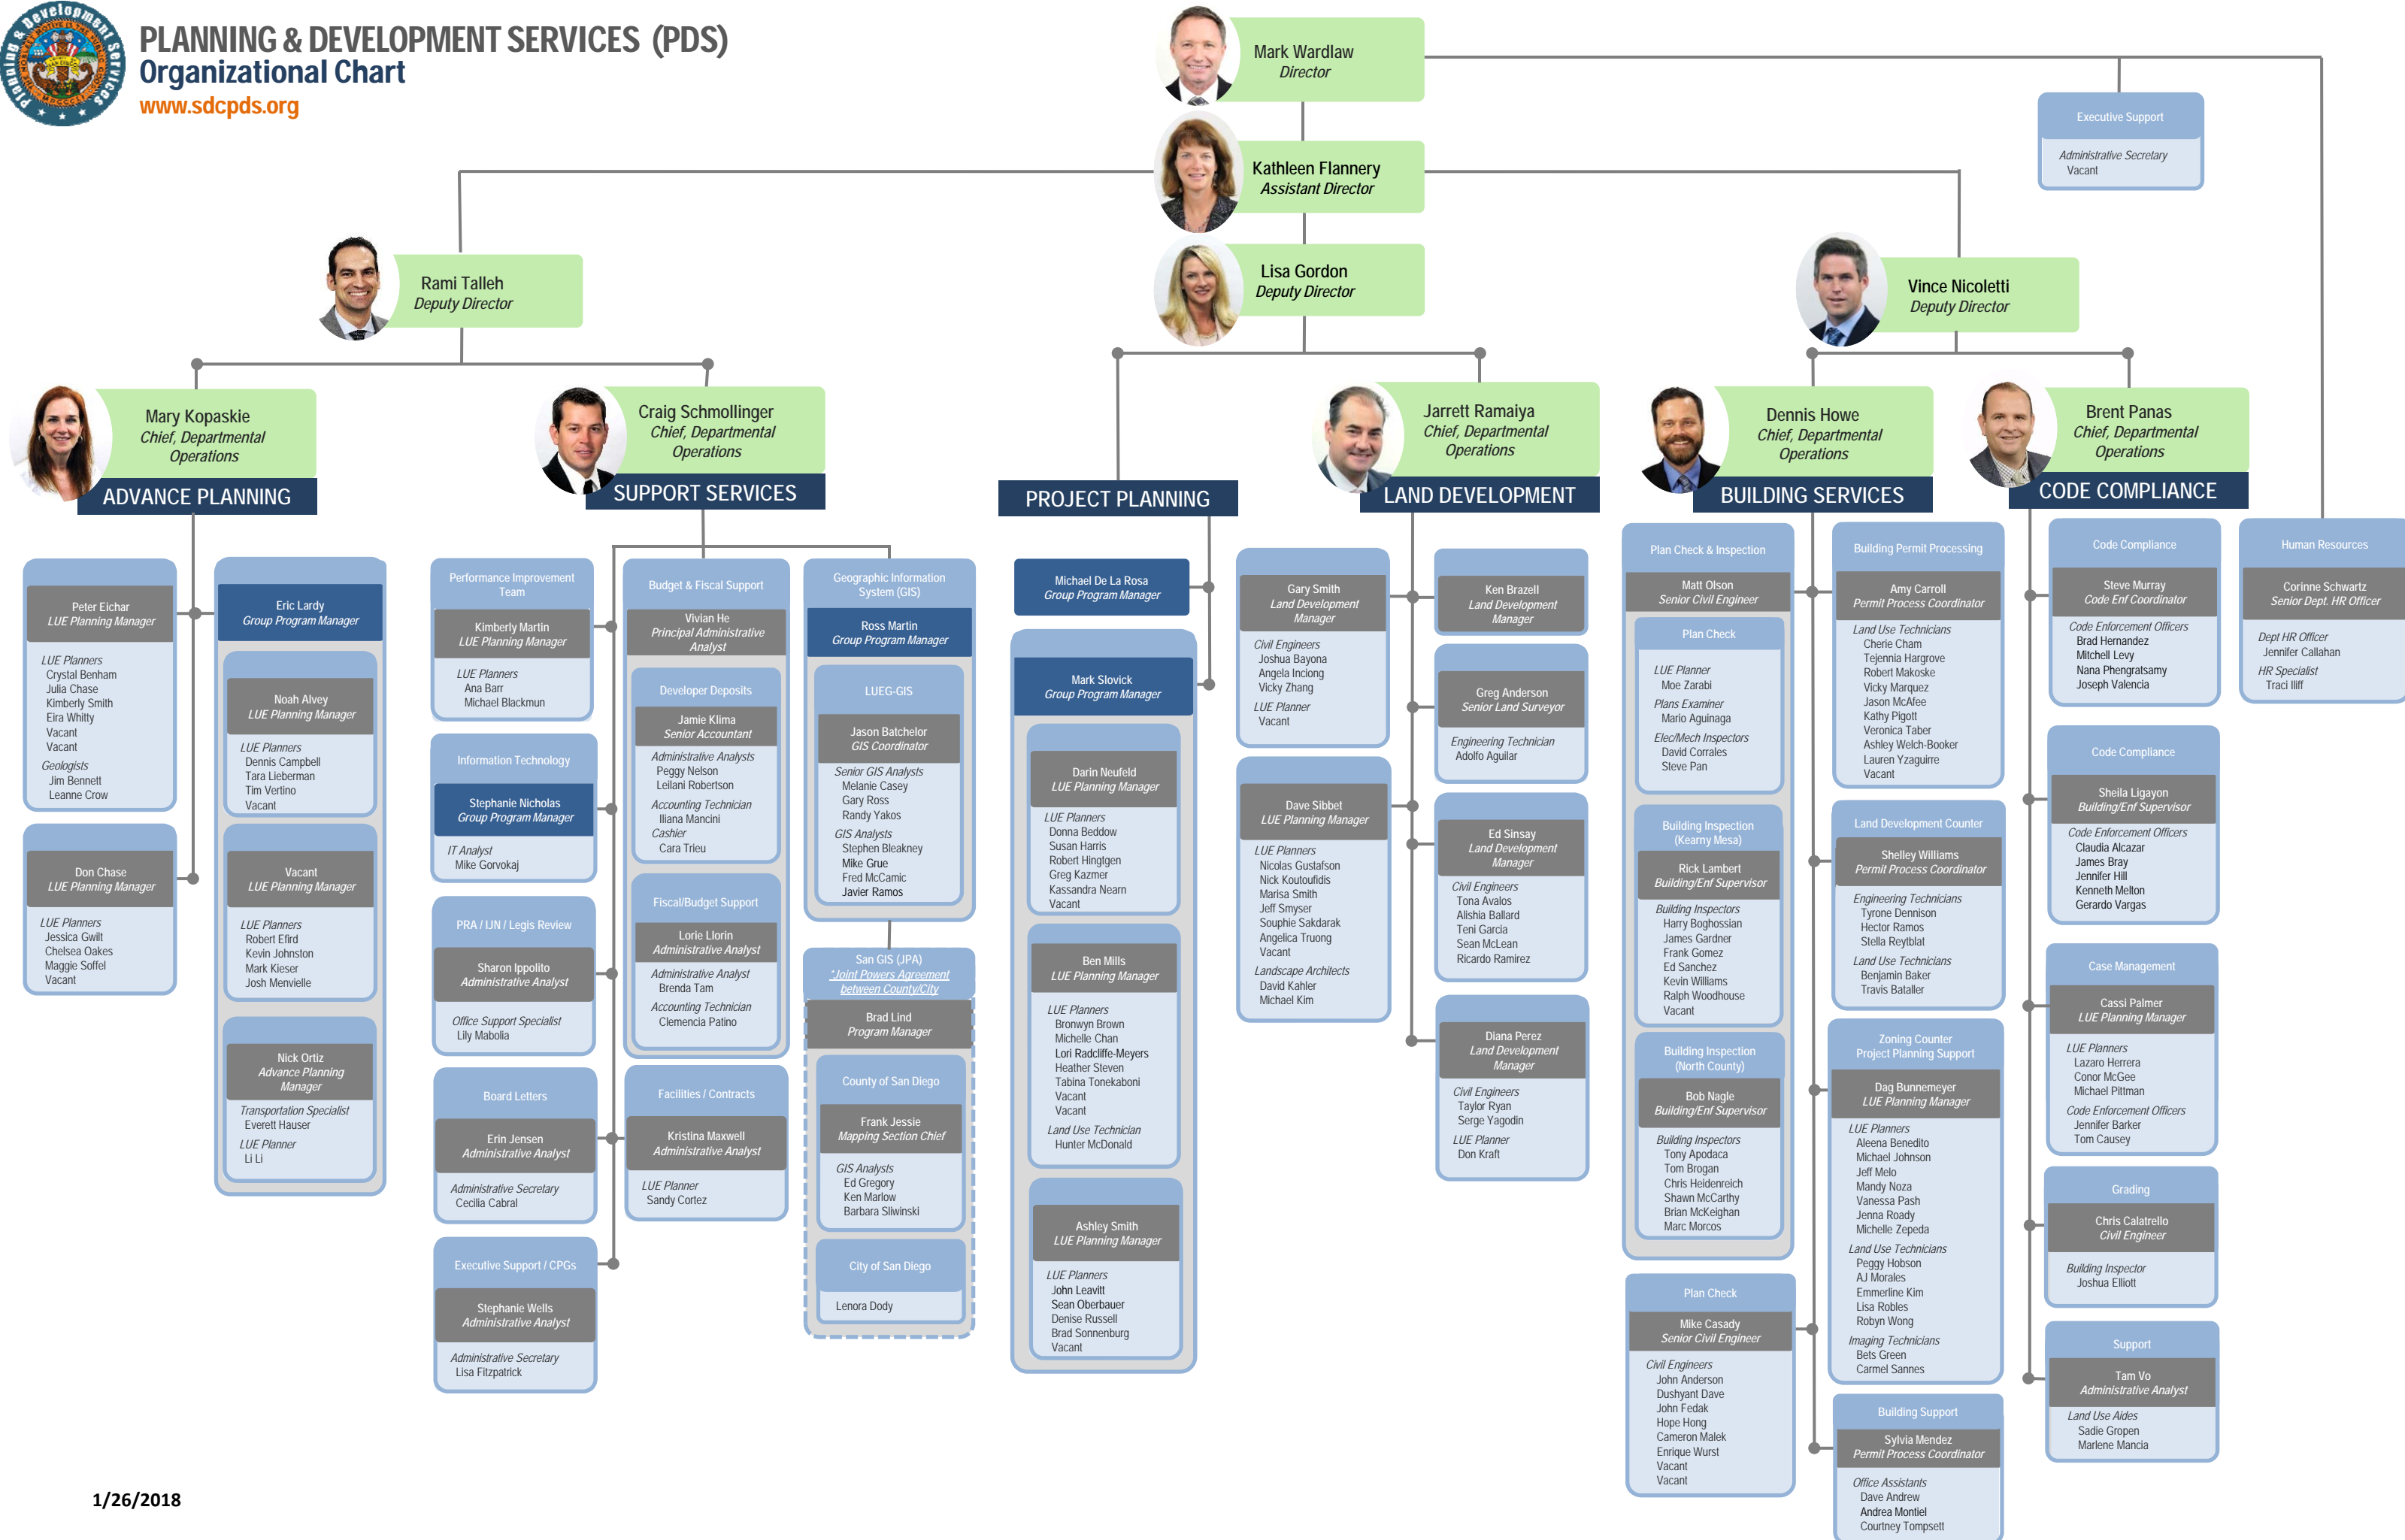 Planning & Development Services
PLANNING & DEVELOPMENT SERVICES (PDS)
Organizational Chart
www.sdcpds.org
Mark Wardlaw
Director
Executive Support
Administrative Secretary
Vacant
Kathleen Flannery
Assistant Director
Rami Talleh
Deputy Director
Lisa Gordon
Deputy Director
Vince Nicoletti
Deputy Director
Mary Kopaskie
Chief, Departmental
Operations
ADVANCE PLANNING
Craig Schmollinger
Chief, Departmental
Operations
SUPPORT SERVICES
PROJECT PLANNING
Jarrett Ramaiya
Chief, Departmental
Operations
LAND DEVELOPMENT
Dennis Howe
Chief, Departmental
Operations
BUILDING SERVICES
Brent Panas
Chief, Departmental
Operations
CODE COMPLIANCE
Peter Eichar
LUE Planning Manager
LUE Planners
Crystal Benham
Julia Chase
Kimberly Smith
Eira Whitty
Vacant
Vacant
Geologists
Jim Bennett
Leanne Crow
Don Chase
LUE Planning Manager
LUE Planners
Jessica Gwilt
Chelsea Oakes
Maggie Soffel
Vacant
Eric Lardy
Group Program Manager
Noah Alvey
LUE Planning Manager
LUE Planners
Dennis Campbell
Tara Lieberman
Tim Vertino
Vacant
Vacant
LUE Planning Manager
LUE Planners
Robert Efird
Kevin Johnston
Mark Kieser
Josh Menvielle
Nick Ortiz
Advance Planning
Manager
Transportation Specialist
Everett Hauser
LUE Planner
Li Li
Performance Improvement
Team
Kimberly Martin
LUE Planning Manager
LUE Planners
Ana Barr
Michael Blackmun
Information Technology
Stephanie Nicholas
Group Program Manager
IT Analyst
Mike Gorvokaj
PRA / IJN / Legis Review
Sharon Ippolito
Administrative Analyst
Office Support Specialist
Lily Mabolia
Board Letters
Erin Jensen
Administrative Analyst
Administrative Secretary
Cecilia Cabral
Executive Support / CPGs
Stephanie Wells
Administrative Analyst
Administrative Secretary
Lisa Fitzpatrick
Budget & Fiscal Support
Vivian He
Principal Administrative
Analyst
Developer Deposits
Jamie Klima
Senior Accountant
Administrative Analysts
Peggy Nelson
Leilani Robertson
Accounting Technician
Iliana Mancini
Cashier
Cara Trieu
Fiscal/Budget Support
Lorie Llorin
Administrative Analyst
Administrative Analyst
Brenda Tam
Accounting Technician
Clemencia Patino
Facilities / Contracts
Kristina Maxwell
Administrative Analyst
LUE Planner
Sandy Cortez
Geographic Information
System (GIS)
Ross Martin
Group Program Manager
LUEG-GIS
Jason Batchelor
GIS Coordinator
Senior GIS Analysts
Melanie Casey
Gary Ross
Randy Yakos
GIS Analysts
Stephen Bleakney
Mike Grue
Fred McCamic
Javier Ramos
San GIS (JPA)
*Joint Powers Agreement
between County/City
Brad Lind
Program Manager
County of San Diego
Frank Jessie
Mapping Section Chief
GIS Analysts
Ed Gregory
Ken Marlow
Barbara Sliwinski
City of San Diego
Lenora Dody
Michael De La Rosa
Group Program Manager
Mark Slovick
Group Program Manager
Darin Neufeld
LUE Planning Manager
LUE Planners
Donna Beddow
Susan Harris
Robert Hingtgen
Greg Kazmer
Kassandra Nearn
Vacant
Ben Mills
LUE Planning Manager
LUE Planners
Bronwyn Brown
Michelle Chan
Lori Radcliffe-Meyers
Heather Steven
Tabina Tonekaboni
Vacant
Vacant
Land Use Technician
Hunter McDonald
Ashley Smith
LUE Planning Manager
LUE Planners
John Leavitt
Sean Oberbauer
Denise Russell
Brad Sonnenburg
Vacant
Gary Smith
Land Development
Manager
Civil Engineers
Joshua Bayona
Angela Inciong
Vicky Zhang
LUE Planner
Vacant
Dave Sibbet
LUE Planning Manager
LUE Planners
Nicolas Gustafson
Nick Koutoufidis
Marisa Smith
Jeff Smyser
Souphie Sakdarak
Angelica Truong
Vacant
Landscape Architects
David Kahler
Michael Kim
Ken Brazell
Land Development
Manager
Greg Anderson
Senior Land Surveyor
Engineering Technician
Adolfo Aguilar
Ed Sinsay
Land Development
Manager
Civil Engineers
Tona Avalos
Alishia Ballard
Teni Garcia
Sean McLean
Ricardo Ramirez
Diana Perez
Land Development
Manager
Civil Engineers
Taylor Ryan
Serge Yagodin
LUE Planner
Don Kraft
Plan Check & Inspection
Matt Olson
Senior Civil Engineer
Plan Check
LUE Planner
Moe Zarabi
Plans Examiner
Mario Aguinaga
Elec/Mech Inspectors
David Corrales
Steve Pan
Building Inspection
(Kearny Mesa)
Rick Lambert
Building/Enf Supervisor
Building Inspectors
Harry Boghossian
James Gardner
Frank Gomez
Ed Sanchez
Kevin Williams
Ralph Woodhouse
Vacant
Building Inspection
(North County)
Bob Nagle
Building/Enf Supervisor
Building Inspectors
Tony Apodaca
Tom Brogan
Chris Heidenreich
Shawn McCarthy
Brian McKeighan
Marc Morcos
Plan Check
Mike Casady
Senior Civil Engineer
Civil Engineers
John Anderson
Dushyant Dave
John Fedak
Hope Hong
Cameron Malek
Enrique Wurst
Vacant
Vacant
Building Permit Processing
Amy Carroll
Permit Process Coordinator
Land Use Technicians
Cherie Cham
Tejennia Hargrove
Robert Makoske
Vicky Marquez
Jason McAfee
Kathy Pigott
Veronica Taber
Ashley Welch-Booker
Lauren Yzaguirre
Vacant
Land Development Counter
Shelley Williams
Permit Process Coordinator
Engineering Technicians
Tyrone Dennison
Hector Ramos
Stella Reytblat
Land Use Technicians
Benjamin Baker
Travis Bataller
Zoning Counter
Project Planning Support
Dag Bunnemeyer
LUE Planning Manager
LUE Planners
Aleena Benedito
Michael Johnson
Jeff Melo
Mandy Noza
Vanessa Pash
Jenna Roady
Michelle Zepeda
Land Use Technicians
Peggy Hobson
AJ Morales
Emmerline Kim
Lisa Robles
Robyn Wong
Imaging Technicians
Bets Green
Carmel Sannes
Building Support
Sylvia Mendez
Permit Process Coordinator
Office Assistants
Dave Andrew
Andrea Montiel
Courtney Tompsett
Code Compliance
Steve Murray
Code Enf Coordinator
Code Enforcement Officers
Brad Hernandez
Mitchell Levy
Nana Phengratsamy
Joseph Valencia
Code Compliance
Sheila Ligayon
Building/Enf Supervisor
Code Enforcement Officers
Claudia Alcazar
James Bray
Jennifer Hill
Kenneth Melton
Gerardo Vargas
Case Management
Cassi Palmer
LUE Planning Manager
LUE Planners
Lazaro Herrera
Conor McGee
Michael Pittman
Code Enforcement Officers
Jennifer Barker
Tom Causey
Grading
Chris Calatrello
Civil Engineer
Building Inspector
Joshua Elliott
Support
Tam Vo
Administrative Analyst
Land Use Aides
Sadie Gropen
Marlene Mancia
Human Resources
Corinne Schwartz
Senior Dept. HR Officer
Dept HR Officer
Jennifer Callahan
HR Specialist
Traci Iliff
1/26/2018